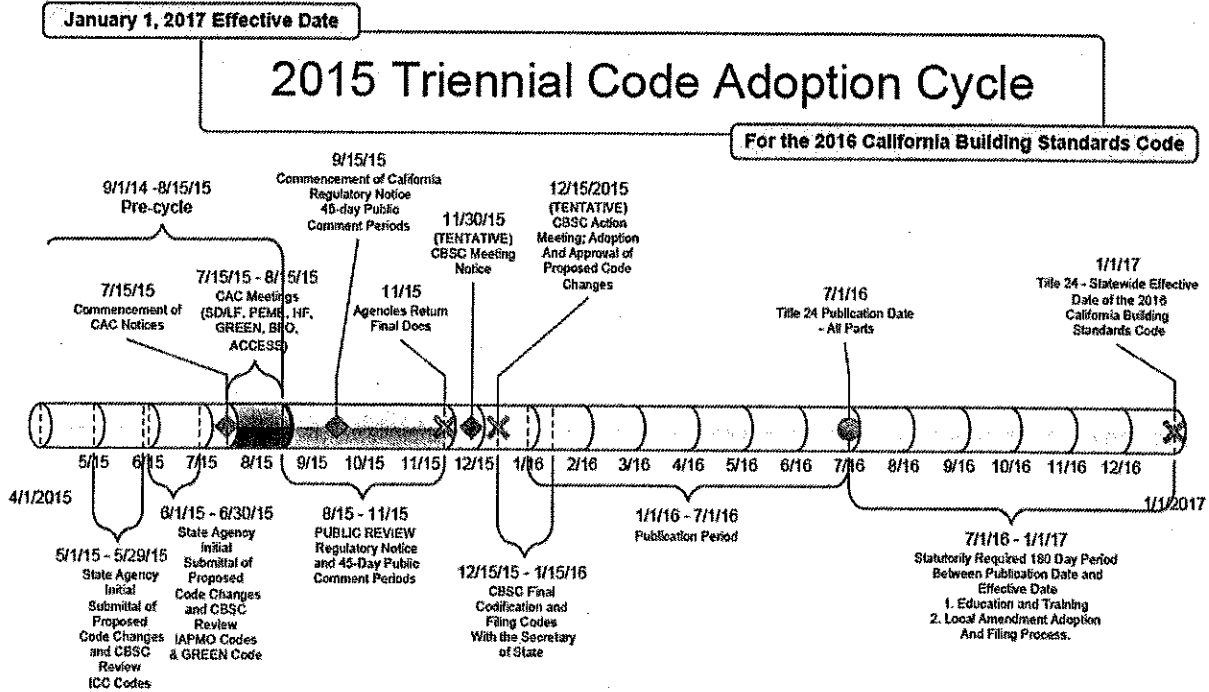 January 1, 2017 Effective Date
2015 Triennial Code Adoption Cycle
For the 2016 California Building Standards Code
9/1/14 -8/15/15
Pre-cycle
7/15/15
Commencement of
CAC Notices
7/15/15 - 8/15/15
CAC Meetings
(SD/LF, PEME, HF,
GREEN, BFO,
ACCESS)
9/15/15
Commencement of California
Regulatory Notice
45-day Public
Comment Periods
11/15
Agencies Return
Final Docs
11/30/15
(TENTATIVE)
CBSC Meeting
Notice
12/15/2015
(TENTATIVE)
CBSC Action
Meeting; Adoption
And Approval of
Proposed Code
Changes
7/1/16
Title 24 Publication Date
- All Parts
1/1/17
Title 24 - Statewide Effective
Date of the 2016
California Building
Standards Code
4/1/2015
5/15 6/15 7/15 8/15 9/15 10/15 11/15 12/15 1/16 2/16 3/16 4/16 5/16 6/16 7/16 8/16 9/16 10/16 11/16 12/16
1/1/2017
5/1/15 - 5/29/15
State Agency
Initial
Submittal of
Proposed
Code Changes
and CBSC
Review
ICC Codes
6/1/15 - 6/30/15
State Agency
Initial
Submittal of
Proposed
Code Changes
and CBSC
Review
IAPMO Codes
& GREEN Code
8/15 - 11/15
PUBLIC REVIEW
Regulatory Notice
and 45-Day Public
Comment Periods
12/15/15 - 1/15/16
CBSC Final
Codification and
Filing Codes
With the Secretary
of State
1/1/16 - 7/1/16
Publication Period
7/1/16 - 1/1/17
Statutorily Required 180 Day Period
Between Publication Date and
Effective Date
1. Education and Training
2. Local Amendment Adoption
And Filing Process.